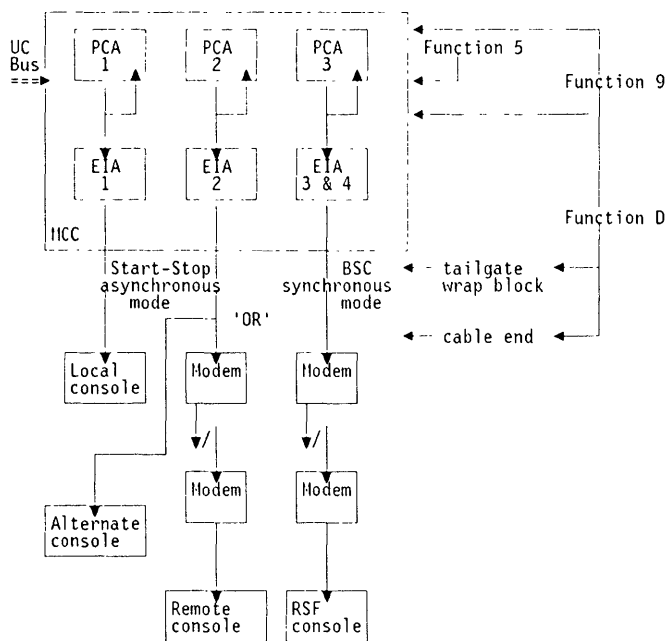 UC
Bus
PCA
1
PCA
2
PCA
3
Function 5
Function 9
EIA
1
EIA
2
EIA
3 & 4
MCC
Function D
Start-Stop
asynchronous
mode
BSC
synchronous
mode
tailgate
wrap block
'OR'
cable end
Local
console
Modem
Modem
/
/
Modem
Modem
Alternate
console
Remote
console
RSF
console